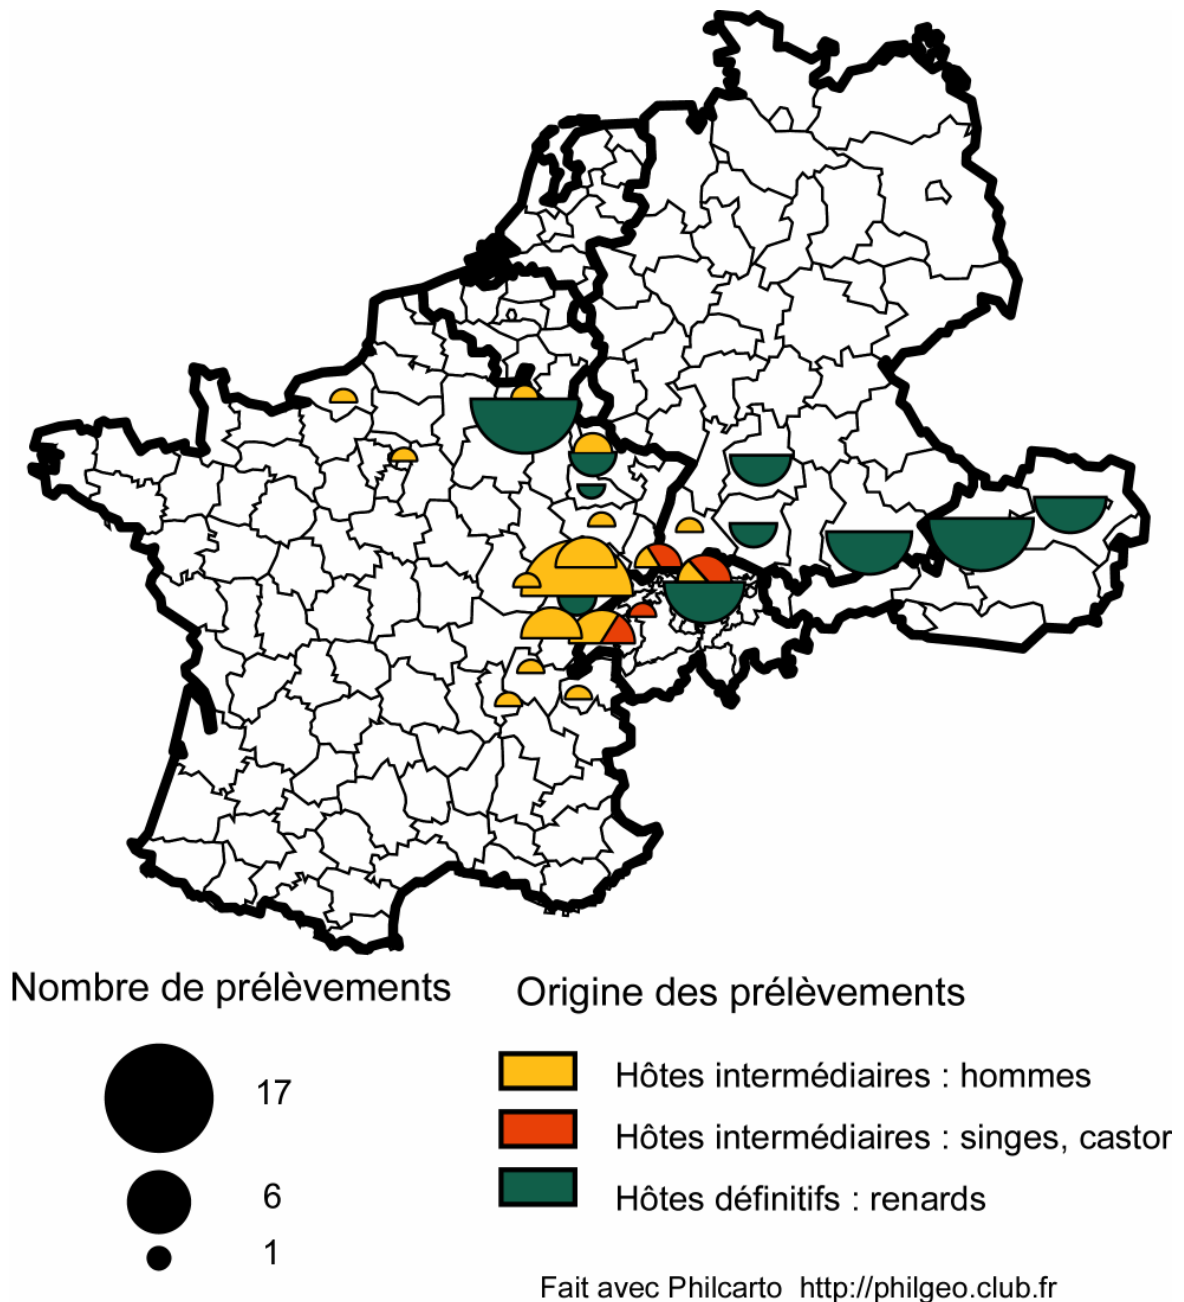 Nombre de prélèvements
Origine des prélèvements
17
6
1
Hôtes intermédiaires : hommes
Hôtes intermédiaires : singes, castor
Hôtes définitifs : renards
Fait avec Philcarto  http://philgeo.club.fr